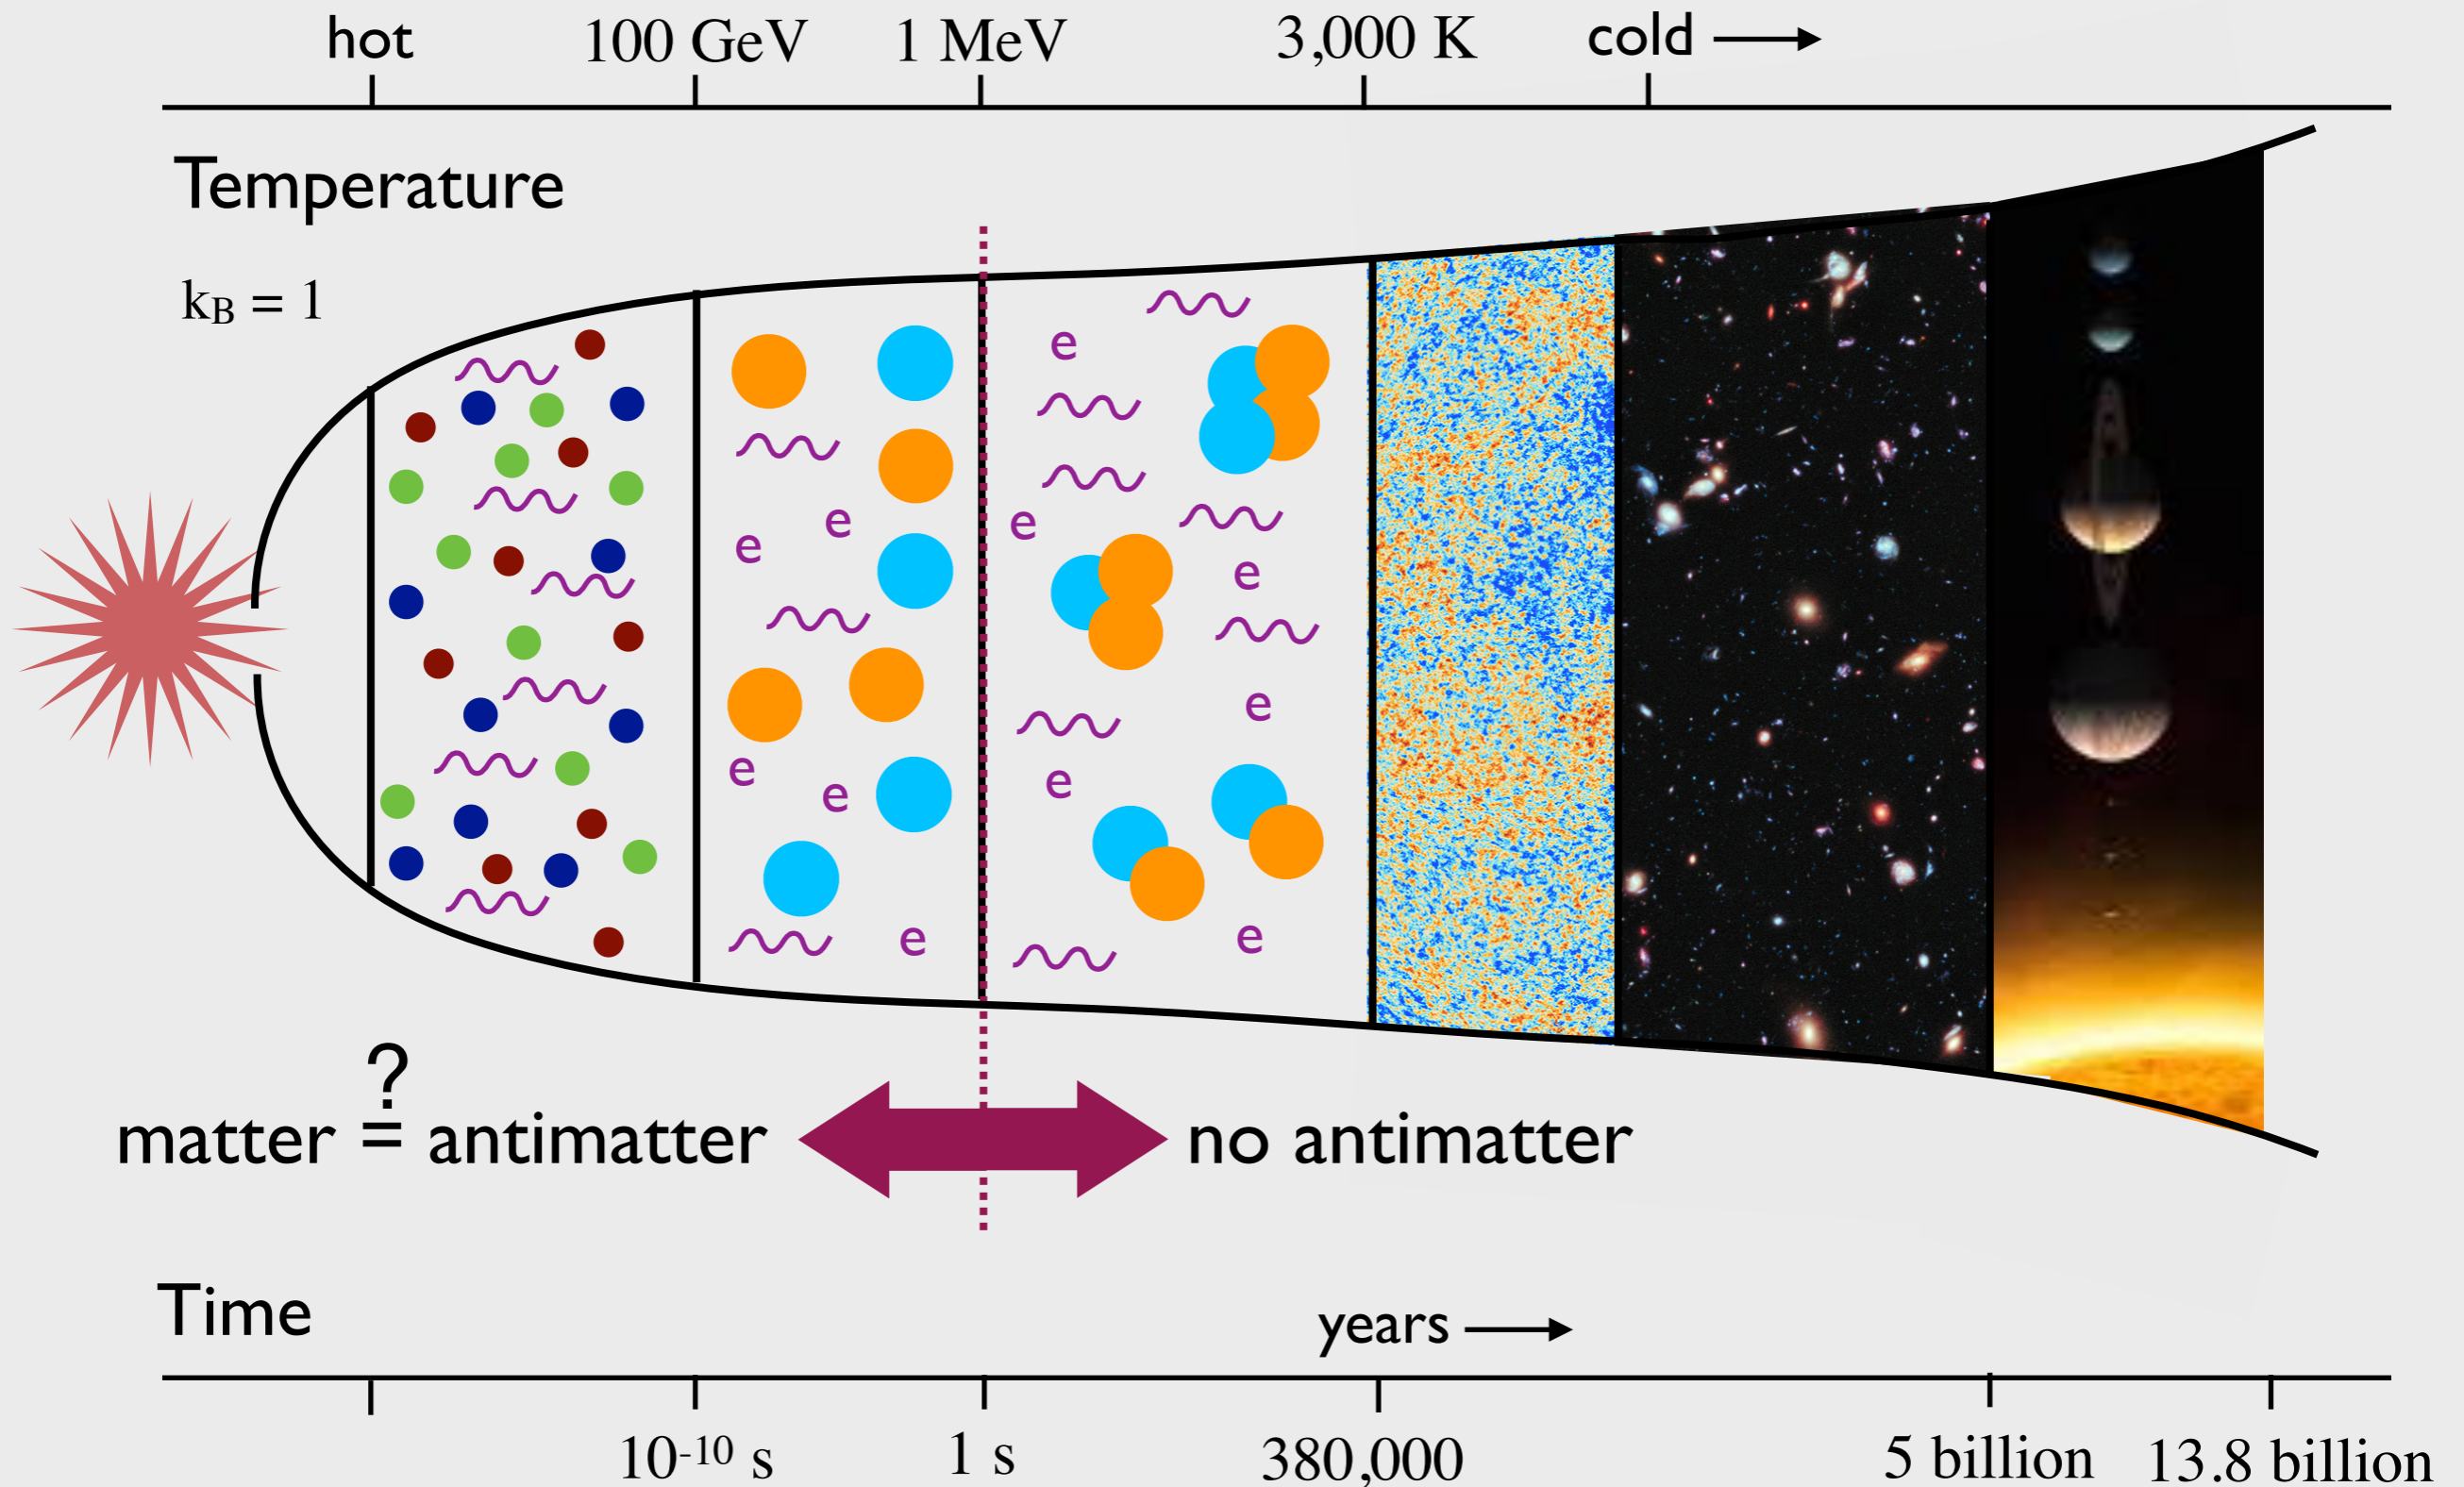 hot 100 GeV 1 MeV 3,000 K cold
Temperature
kB = 1
e
e
e e
e
e
e e
e
e e
?
matter = antimatter no antimatter
Time
years
10-10 s 1 s 380,000 5 billion 13.8 billion